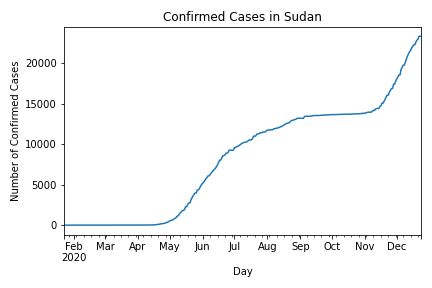 Confirmed Cases in Sudan
Number of Confirmed Cases
20000
15000
10000
5000
0
Feb Mar Apr May Jun Jul Aug Sep Oct Nov Dec
2020
Day